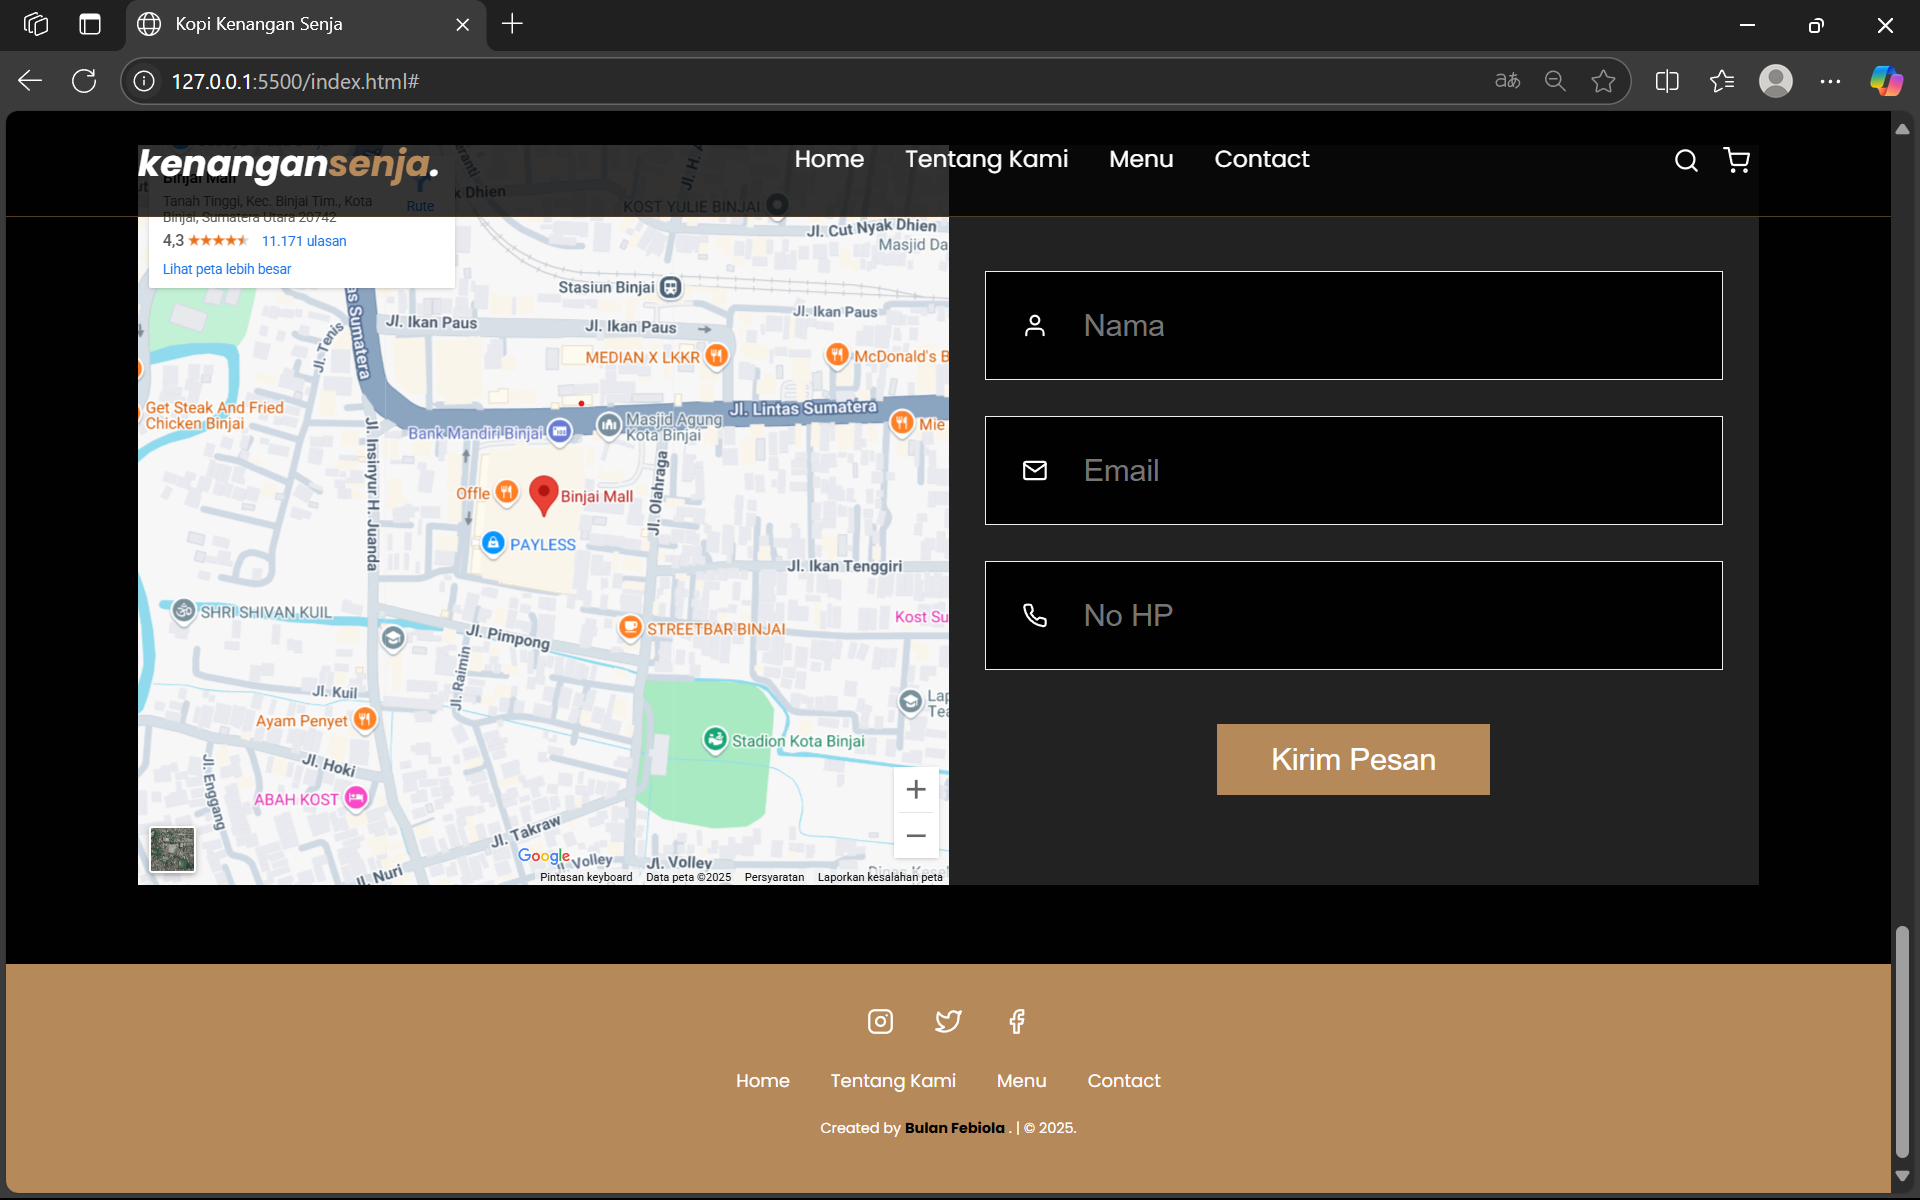 Kopi Kenangan Senja
127.0.0.1:5500/index.html#
kenangansenja.
Home Tentang Kami Menu Contact
Binjai Mall
Tanah Tinggi, Kec. Binjai Tim., Kota
Binjai, Sumatera Utara 20742
Rute
4,3 11.171 ulasan
Lihat peta lebih besar
k Dhien
KOST YULIE BINJAI
Jl. Cut Nyak Dhien
Masjid Da
Stasiun Binjai
Jl. Ikan Paus
Jl. Ikan Paus
Jl. Ikan Paus
as Sumatera
Jl. Tenis
MEDIAN X LKKR
McDonald's B
Get Steak And Fried
Chicken Binjai
Jl. Lintas Sumatera
Bank Mandiri Binjai
Masjid Agung
Kota Binjai
Mie
Jl. Insinyur H. Juanda
Jl. Olahraga
Offle
Binjai Mall
PAYLESS
Jl. Ikan Tenggiri
SHRI SHIVAN KUIL
Kost Su
STREETBAR BINJAI
Jl. Pimpong
Jl. Raimin
Jl. Kuil
Lap
Tea
Ayam Penyet
Stadion Kota Binjai
Jl. Hoki
Jl. Enggang
ABAH KOST
Jl. Takraw
Google
Volley
Jl. Volley
Jl. Nuri
Pintasan keyboard Data peta ©2025 Persyaratan Laporkan kesalahan peta
Nama
Email
No HP
Kirim Pesan
Home Tentang Kami Menu Contact
Created by Bulan Febiola . | © 2025.